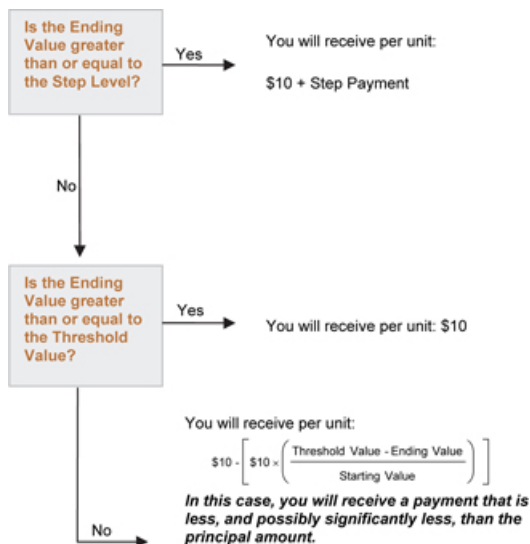 Is the Ending
Value greater
than or equal to
the Step Level?
Yes
You will receive per unit:
$10 + Step Payment
No
Is the Ending
Value greater
than or equal to
the Threshold
Value?
Yes
You will receive per unit: $10
You will receive per unit:
$10 - [ $10 × ( Threshold Value - Ending Value
Starting Value ) ]
In this case, you will receive a payment that is
less, and possibly significantly less, than the
principal amount.
No